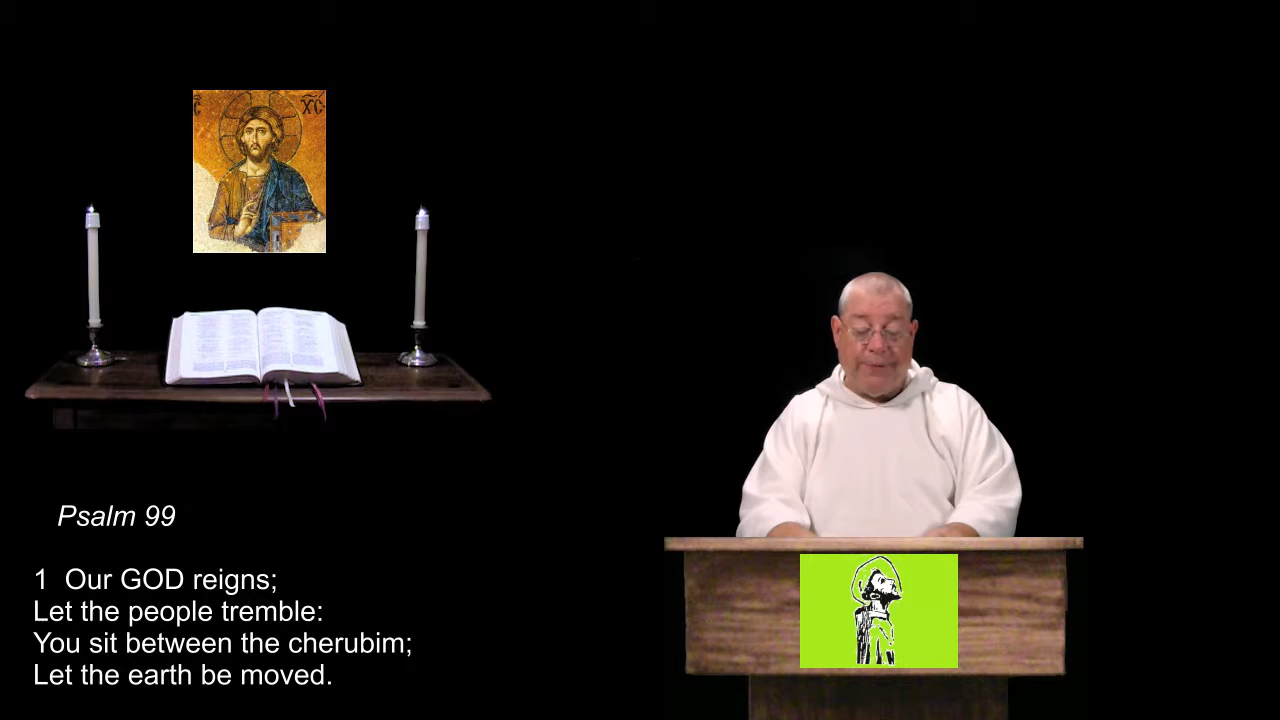 ΧC
Psalm 99
1 Our GOD reigns;
Let the people tremble:
You sit between the cherubim;
Let the earth be moved.